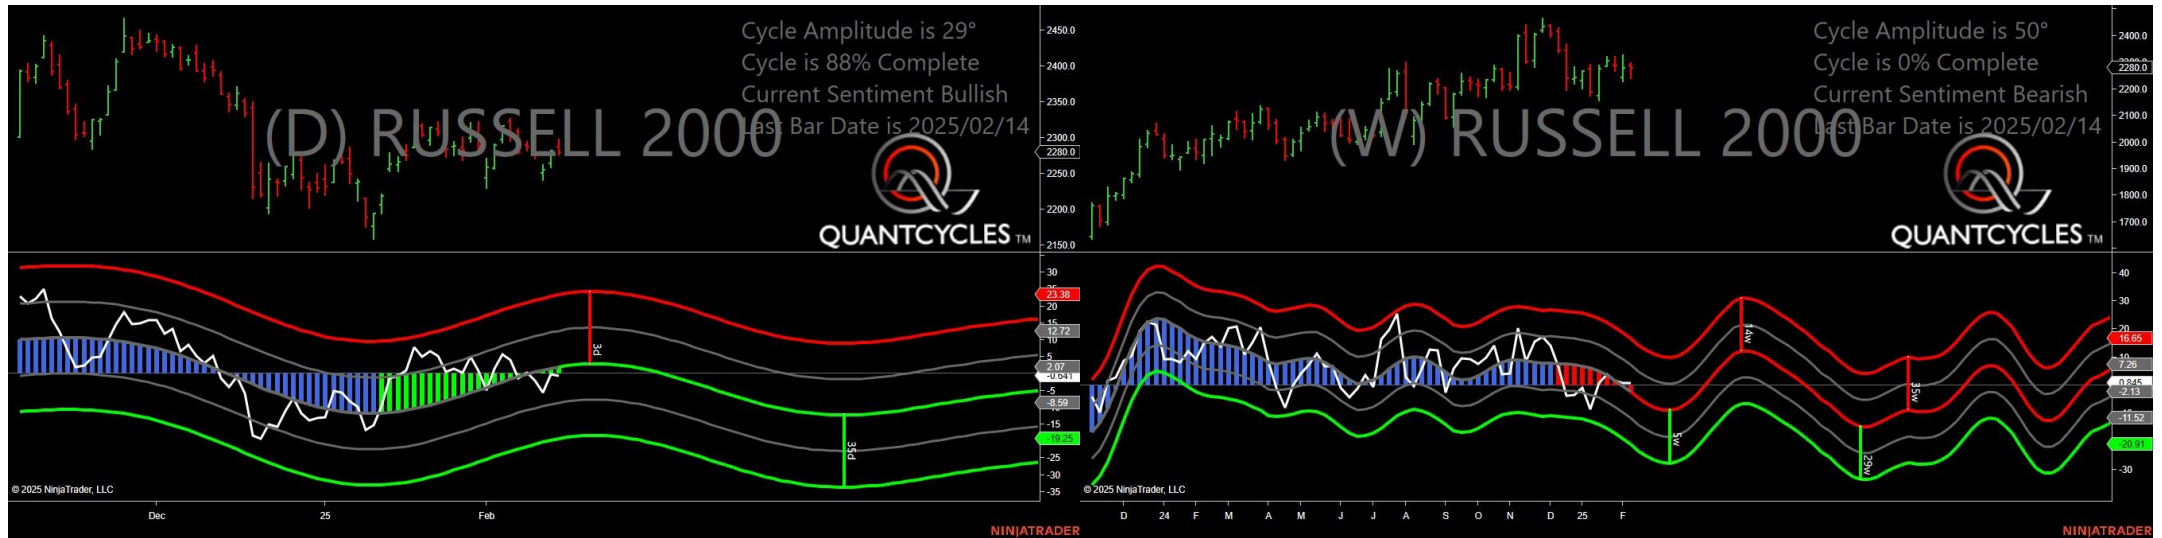 Cycle Amplitude is 29°
Cycle is 88% Complete
Current Sentiment Bullish
Last Bar Date is 2025/02/14
(D) RUSSELL 2000
QUANTCYCLES TM
2450.0
2400.0
2350.0
2300.0
2280.0
2250.0
2200.0
2150.0
30
23.38
20
15
12.72
10
5
2.07
-0.641
-5
-8.59
-15
-19.25
-25
-30
-35
3d
35d
© 2025 NinjaTrader, LLC
Dec
25
Feb
NINJATRADER
Cycle Amplitude is 50°
Cycle is 0% Complete
Current Sentiment Bearish
Last Bar Date is 2025/02/14
(W) RUSSELL 2000
QUANTCYCLES TM
2400.0
2280.0
2200.0
2100.0
2000.0
1900.0
1800.0
1700.0
40
30
20
16.65
10
7.26
0.845
-2.13
-11.52
-20.91
-30
14w
35w
5w
29w
© 2025 NinjaTrader, LLC
D 24 F M A M J J A S O N D 25 F
NINJATRADER